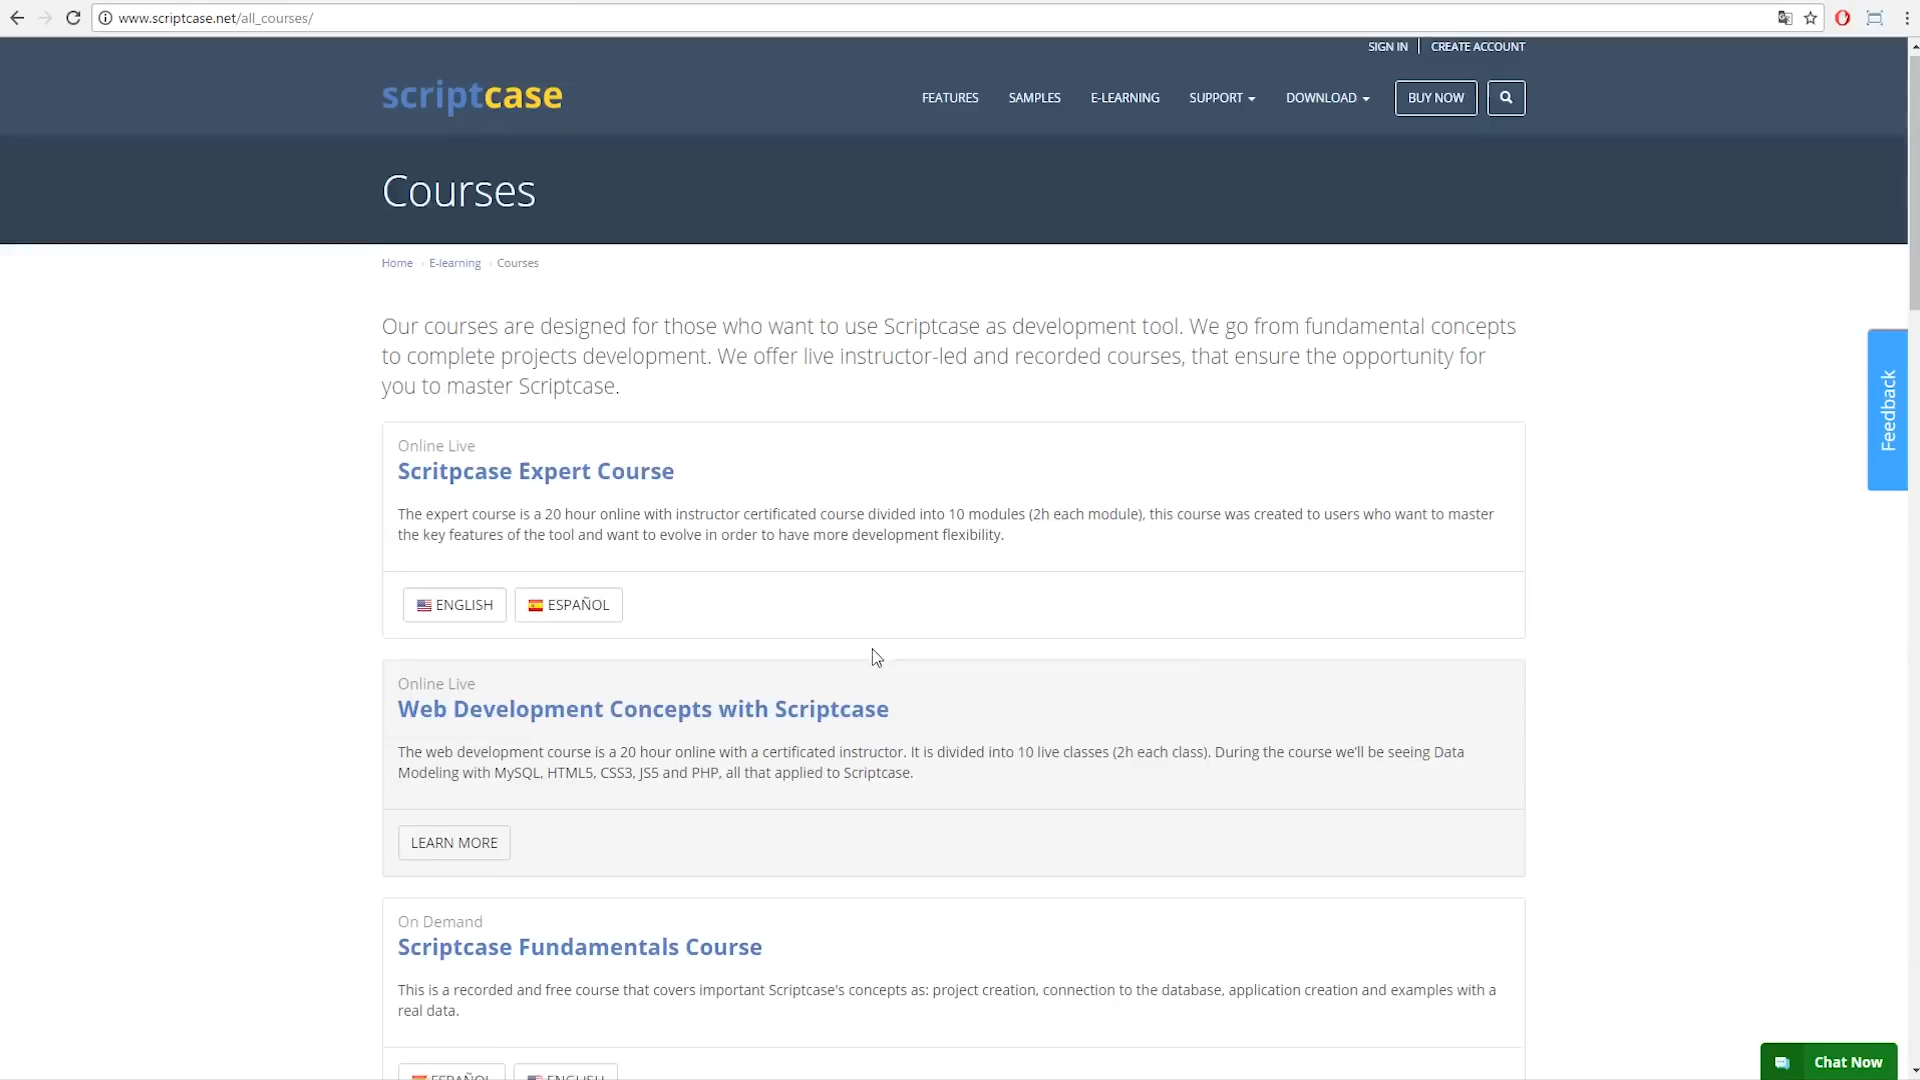 www.scriptcase.net/all_courses/
SIGN IN CREATE ACCOUNT
scriptcase
FEATURES SAMPLES E-LEARNING SUPPORT DOWNLOAD BUY NOW
Courses
Home E-learning Courses
Our courses are designed for those who want to use Scriptcase as development tool. We go from fundamental concepts
to complete projects development. We offer live instructor-led and recorded courses, that ensure the opportunity for
you to master Scriptcase.
Feedback
Online Live
Scritpcase Expert Course
The expert course is a 20 hour online with instructor certificated course divided into 10 modules (2h each module), this course was created to users who want to master
the key features of the tool and want to evolve in order to have more development flexibility.
ENGLISH ESPAÑOL
Online Live
Web Development Concepts with Scriptcase
The web development course is a 20 hour online with a certificated instructor. It is divided into 10 live classes (2h each class). During the course we'll be seeing Data
Modeling with MySQL, HTML5, CSS3, JS5 and PHP, all that applied to Scriptcase.
LEARN MORE
On Demand
Scriptcase Fundamentals Course
This is a recorded and free course that covers important Scriptcase's concepts as: project creation, connection to the database, application creation and examples with a
real data.
ESPAÑOL ENGLISH
Chat Now